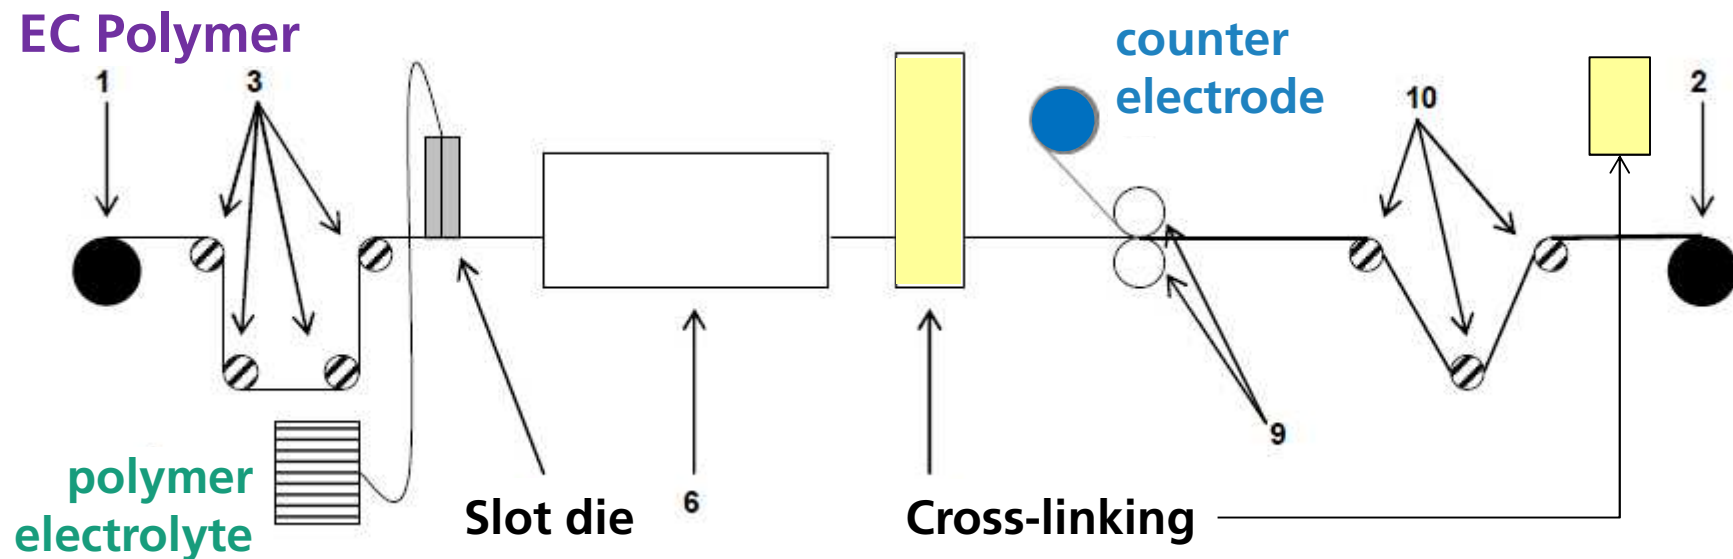 EC Polymer
1
3
counter
electrode
10
2
9
polymer
electrolyte
Slot die
6
Cross-linking